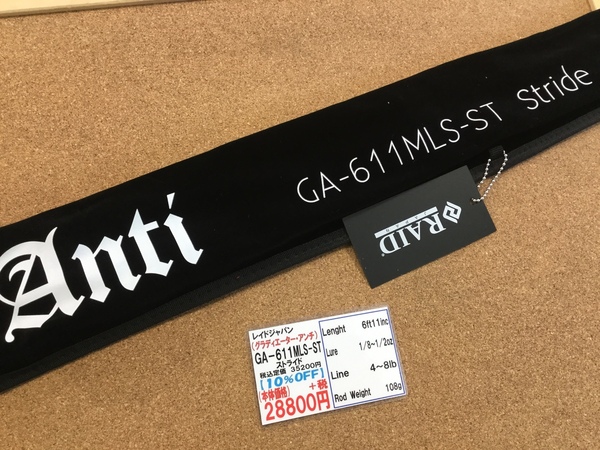 Anti
GA-611MLS-ST Stride
RAID
JAPAN
レイドジャパン
(グラディエーター・アンチ)
GA-611MLS-ST
ストライド
税込定価 35200円
[10%OFF]
(本体価格) +税
28800円
Lenght 6ft11inc
Lure 1/8~1/2oz
Line 4~8lb
Rod Weight 108g